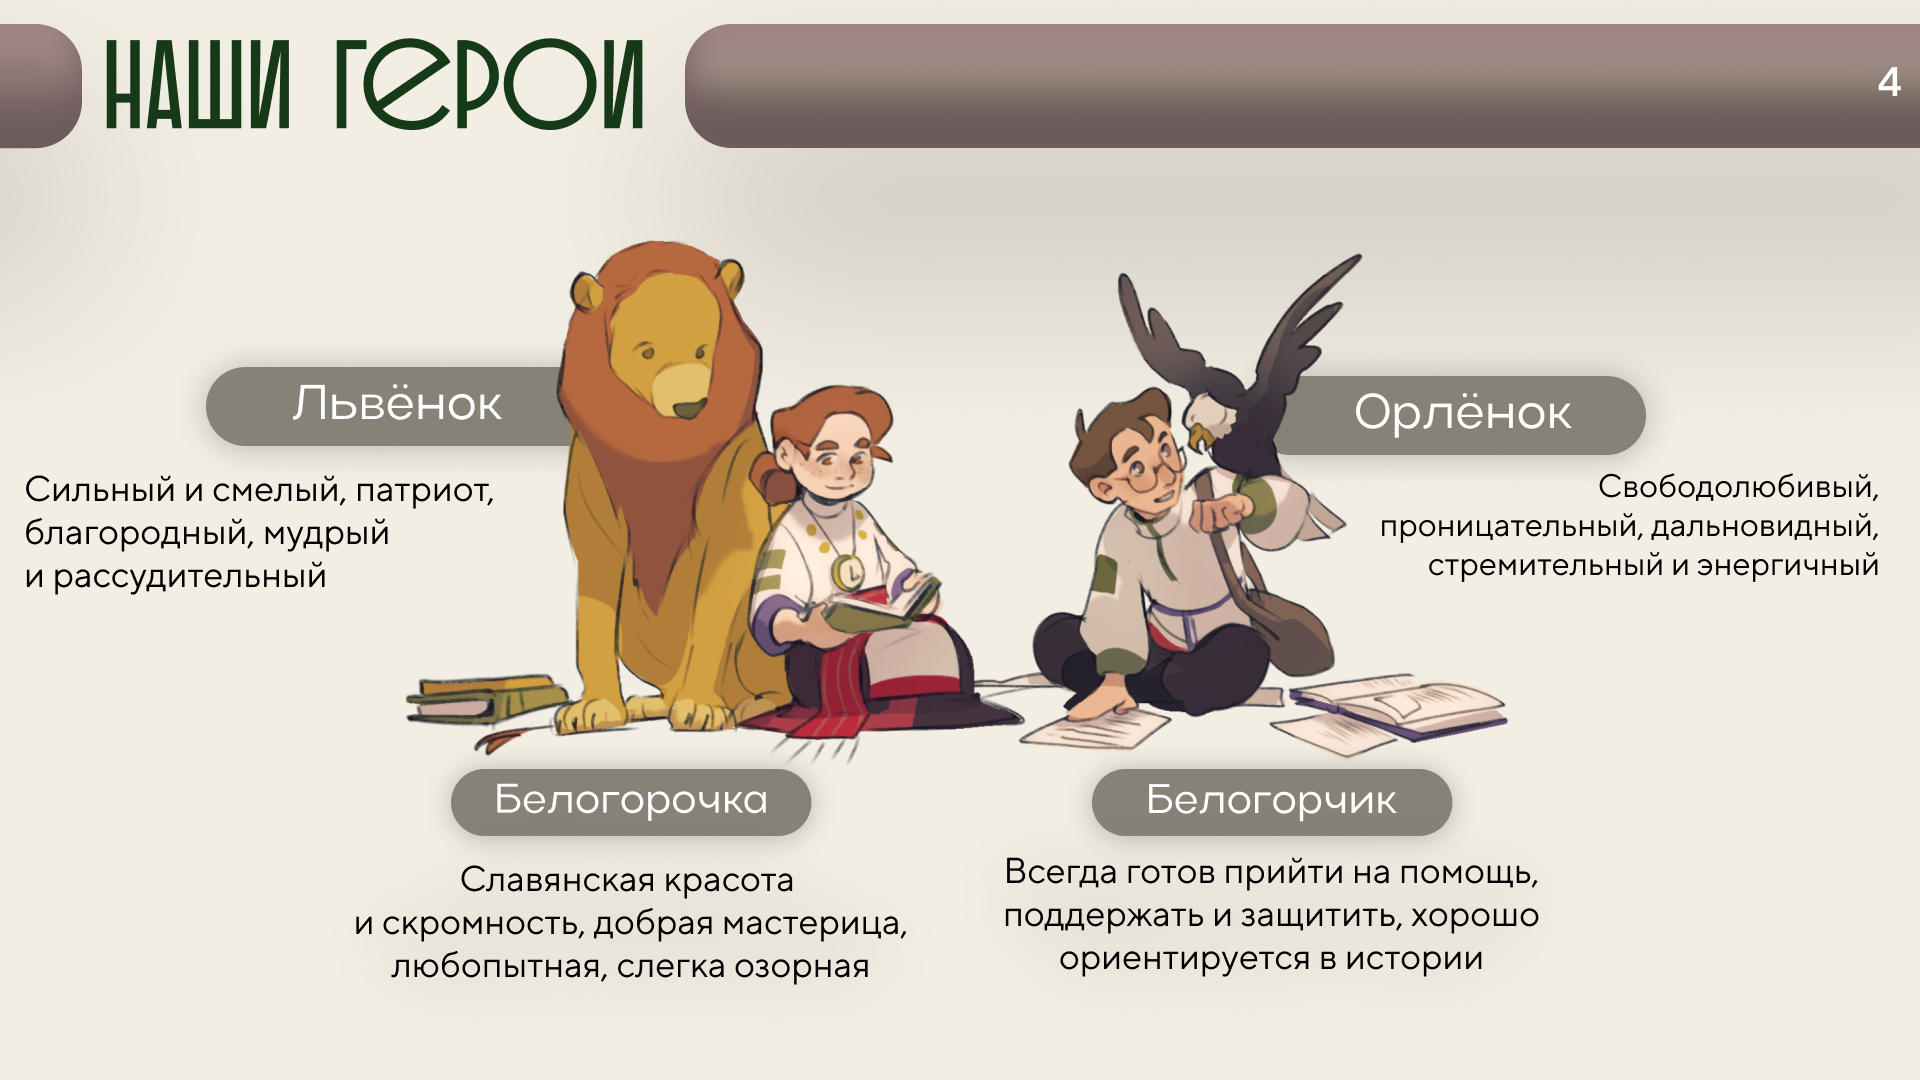 НАШИ ГЕРОИ
4
Львёнок
Сильный и смелый, патриот,
благородный, мудрый
и рассудительный
Орлёнок
Свободолюбивый,
проницательный, дальновидный,
стремительный и энергичный
Белогорочка
Славянская красота
и скромность, добрая мастерица,
любопытная, слегка озорная
Белогорчик
Всегда готов прийти на помощь,
поддержать и защитить, хорошо
ориентируется в истории